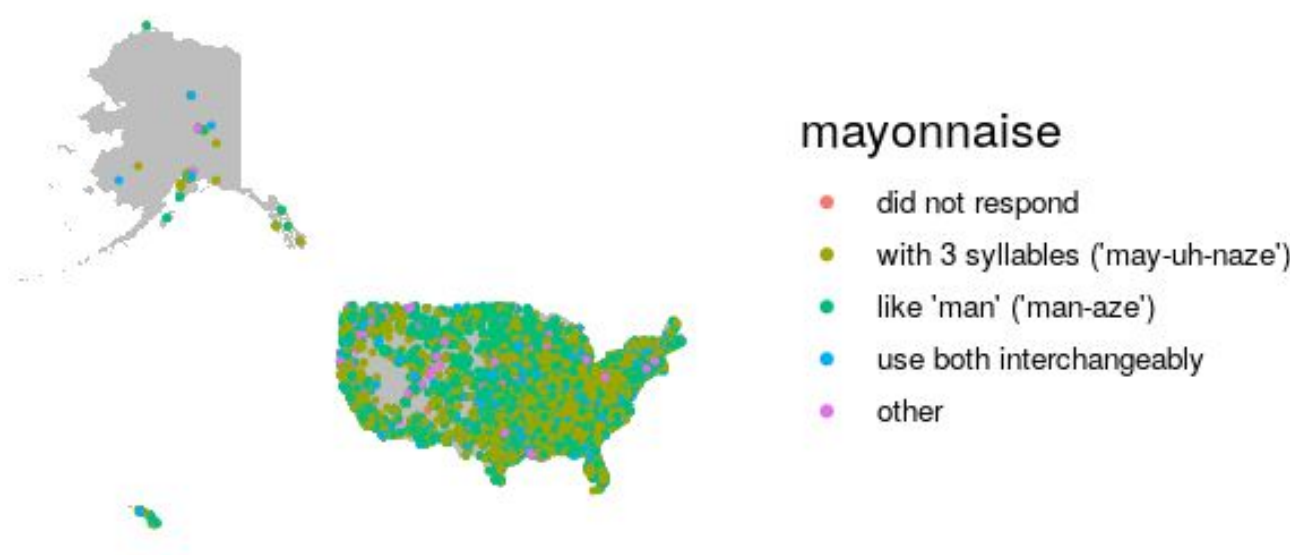 mayonnaise
did not respond
with 3 syllables ('may-uh-naze')
like 'man' ('man-aze')
use both interchangeably
other